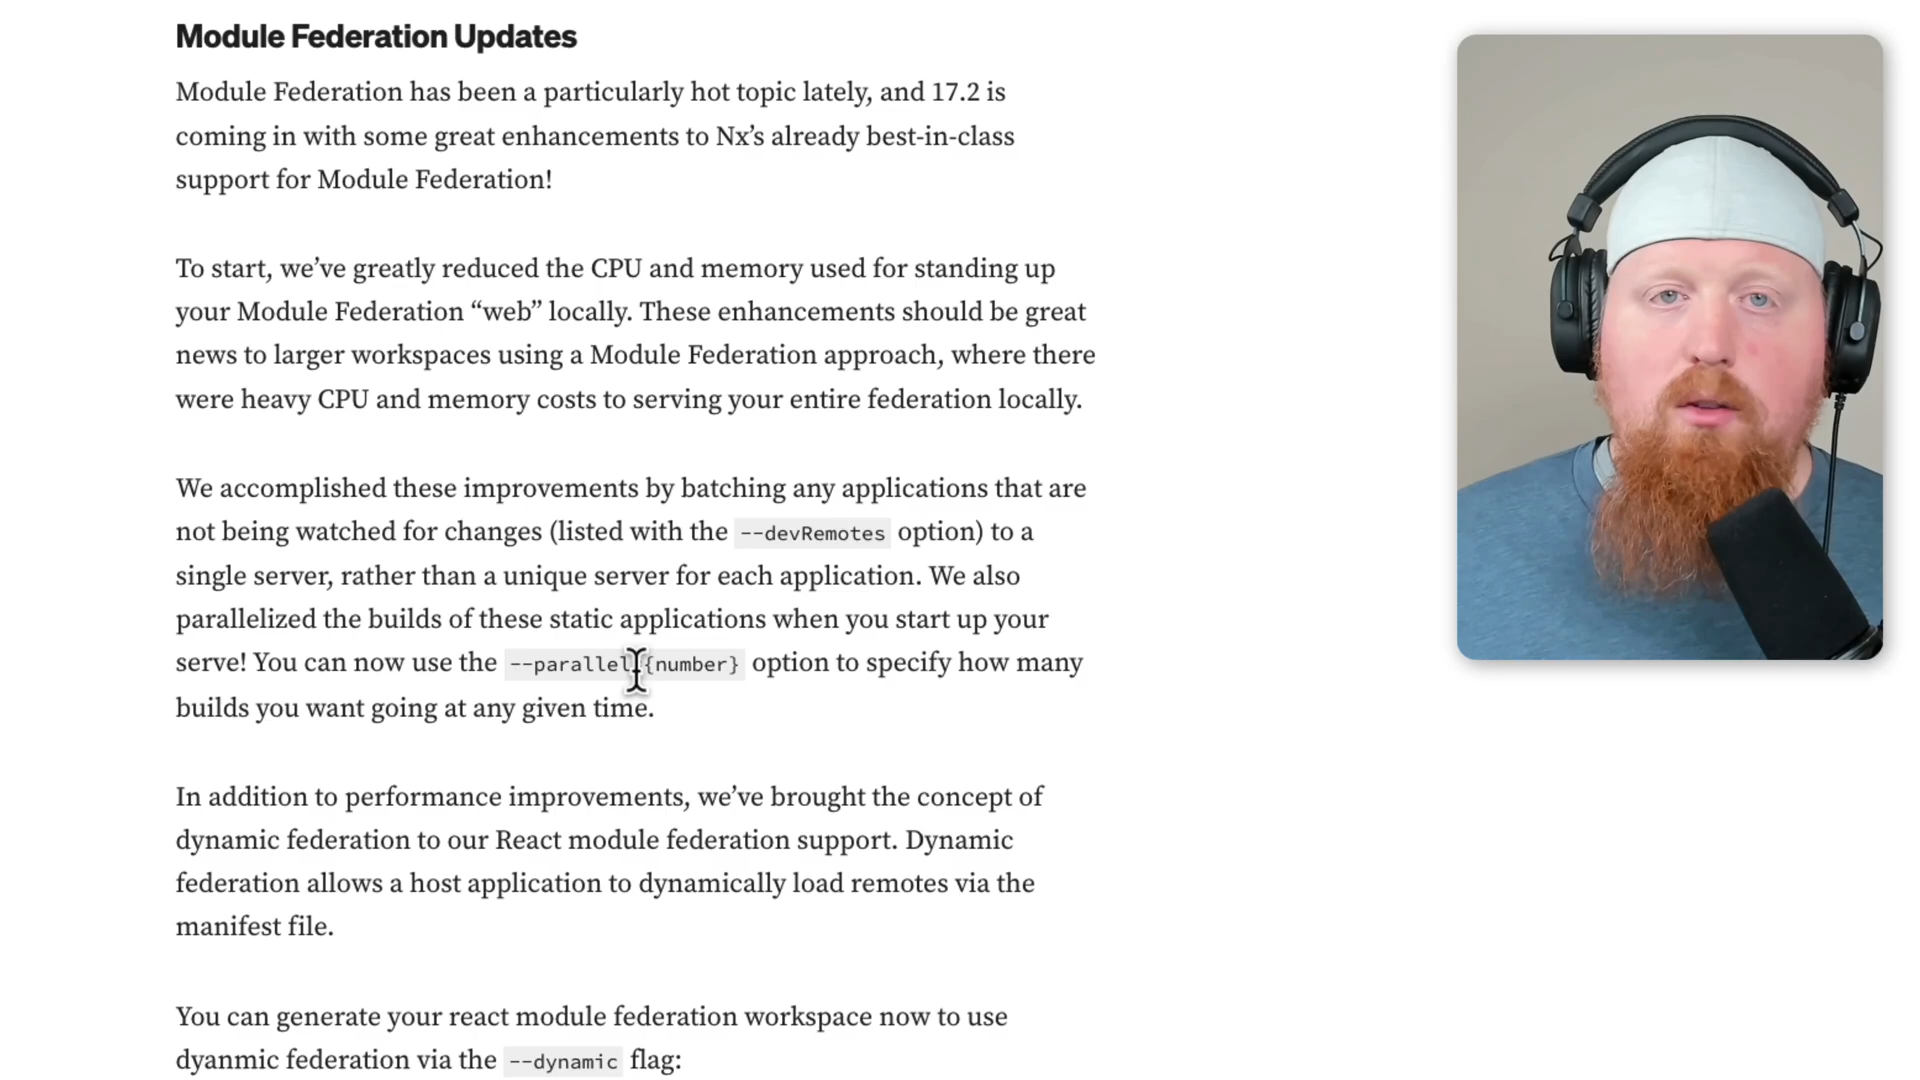 Module Federation Updates
Module Federation has been a particularly hot topic lately, and 17.2 is
coming in with some great enhancements to Nx’s already best-in-class
support for Module Federation!
To start, we’ve greatly reduced the CPU and memory used for standing up
your Module Federation “web” locally. These enhancements should be great
news to larger workspaces using a Module Federation approach, where there
were heavy CPU and memory costs to serving your entire federation locally.
We accomplished these improvements by batching any applications that are
not being watched for changes (listed with the --devRemotes option) to a
single server, rather than a unique server for each application. We also
parallelized the builds of these static applications when you start up your
serve! You can now use the --parallel {number} option to specify how many
builds you want going at any given time.
In addition to performance improvements, we’ve brought the concept of
dynamic federation to our React module federation support. Dynamic
federation allows a host application to dynamically load remotes via the
manifest file.
You can generate your react module federation workspace now to use
dyanmic federation via the --dynamic flag: